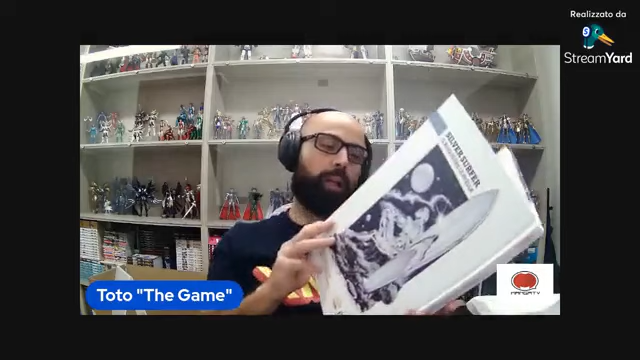 Realizzato da
StreamYard
SILVER SURFER
Toto "The Game"